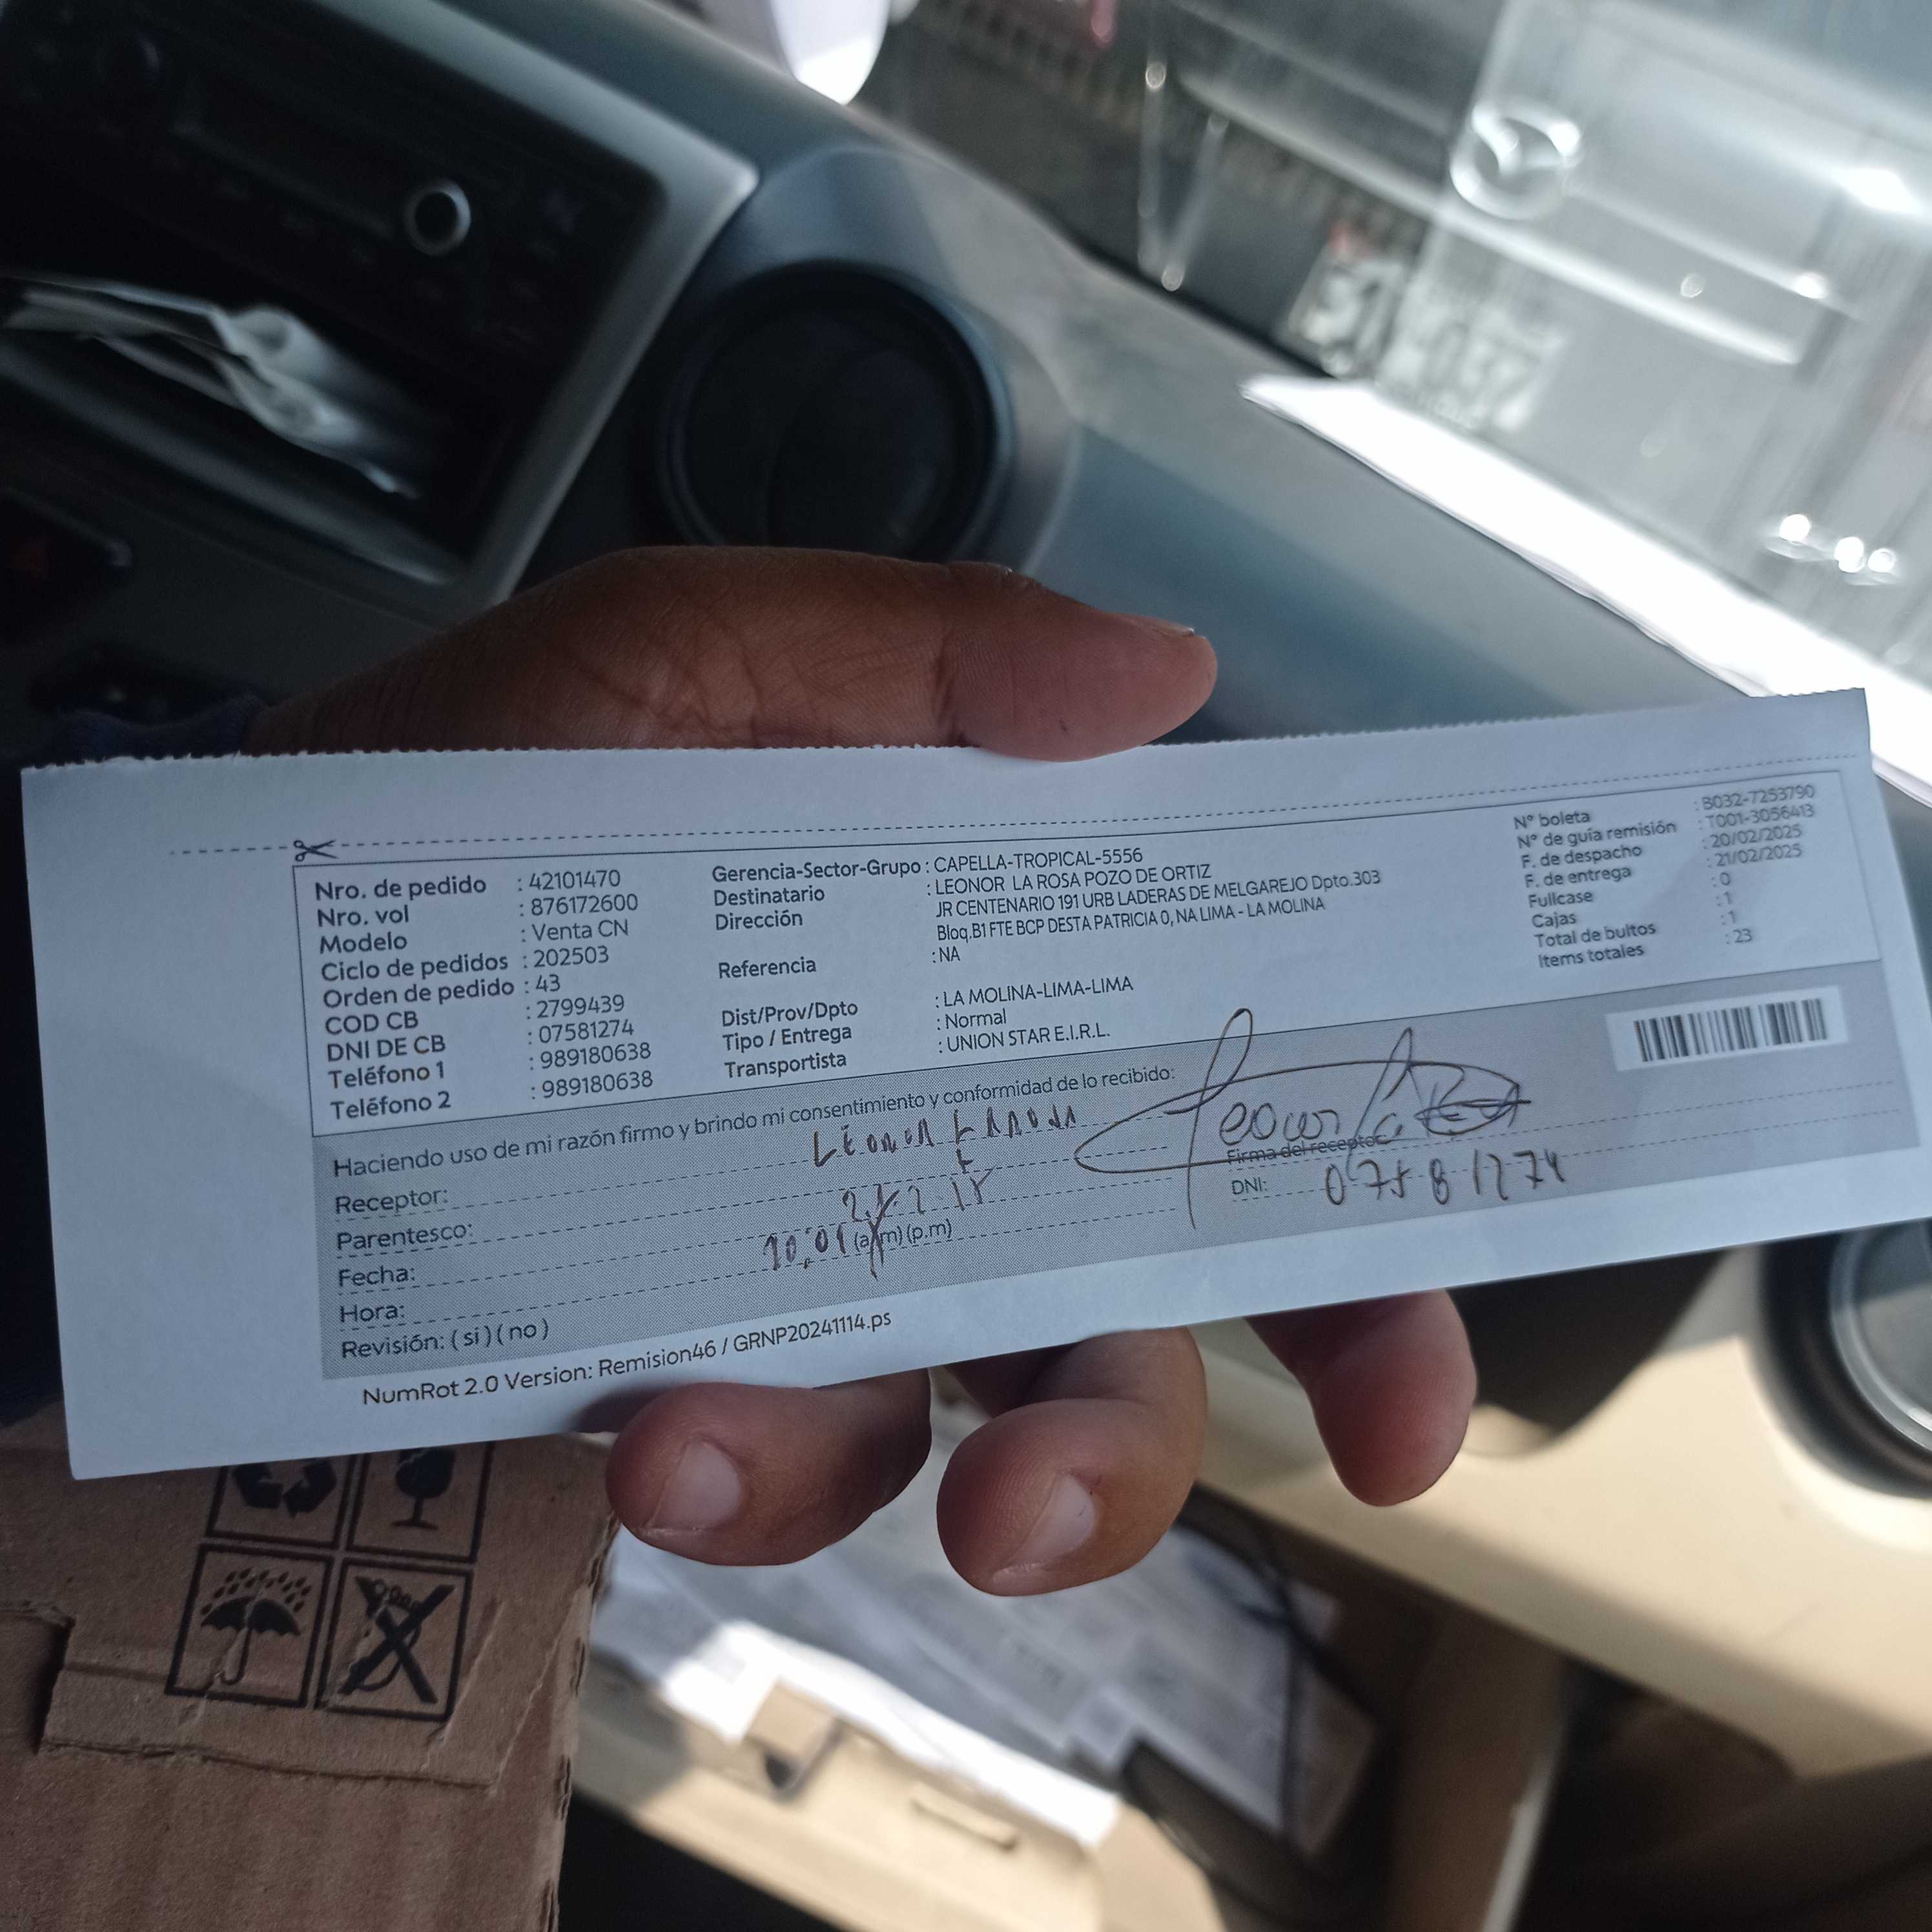 Nro. de pedido : 42101470
Nro. vol : 876172600
Modelo : Venta CN
Ciclo de pedidos : 202503
Orden de pedido : 43
COD CB : 2799439
DNI DE CB : 07581274
Teléfono 1 : 989180638
Teléfono 2 : 989180638
Gerencia-Sector-Grupo : CAPELLA-TROPICAL-5556
Destinatario : LEONOR LA ROSA POZO DE ORTIZ
Dirección JR CENTENARIO 191 URB LADERAS DE MELGAREJO Dpto.303
Bloq.B1 FTE BCP DESTA PATRICIA 0, NA LIMA - LA MOLINA
Referencia : NA
Dist/Prov/Dpto : LA MOLINA-LIMA-LIMA
Tipo / Entrega : Normal
Transportista : UNION STAR E.I.R.L.
N° boleta : B032-7253790
N° de guía remisión : T001-3056413
F. de despacho : 20/02/2025
F. de entrega : 21/02/2025
Fullcase : 0
Cajas : 1
Total de bultos : 1
Items totales : 23
Haciendo uso de mi razón firmo y brindo mi consentimiento y conformidad de lo recibido:
Receptor: Leonor
Parentesco:
Fecha:
Hora: 10:01 (a.m) (p.m)
Revisión: ( si ) ( no )
Firma del receptor
DNI: 07581274
NumRot 2.0 Version: Remision46 / GRNP20241114.ps